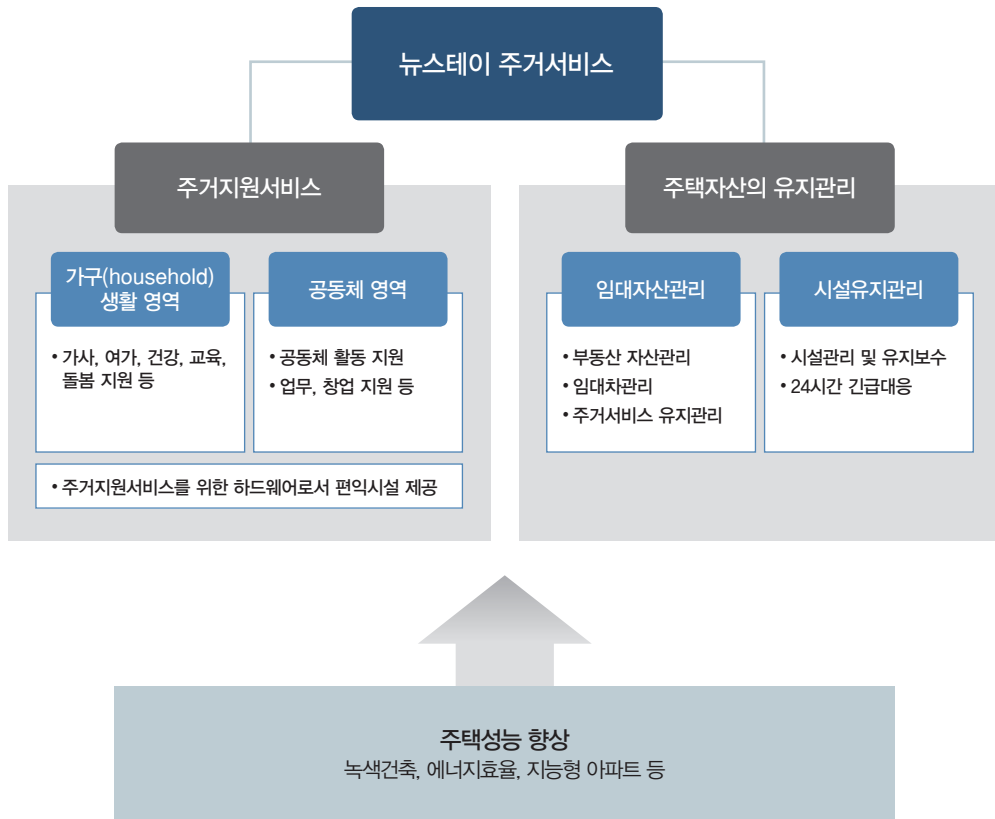 뉴스테이 주거서비스
주거지원서비스
가구(household)
생활 영역
• 가사, 여가, 건강, 교육,
돌봄 지원 등
공동체 영역
• 공동체 활동 지원
• 업무, 창업 지원 등
• 주거지원서비스를 위한 하드웨어로서 편익시설 제공
주택자산의 유지관리
임대자산관리
• 부동산 자산관리
• 임대차관리
• 주거서비스 유지관리
시설유지관리
• 시설관리 및 유지보수
• 24시간 긴급대응
주택성능 향상
녹색건축, 에너지효율, 지능형 아파트 등